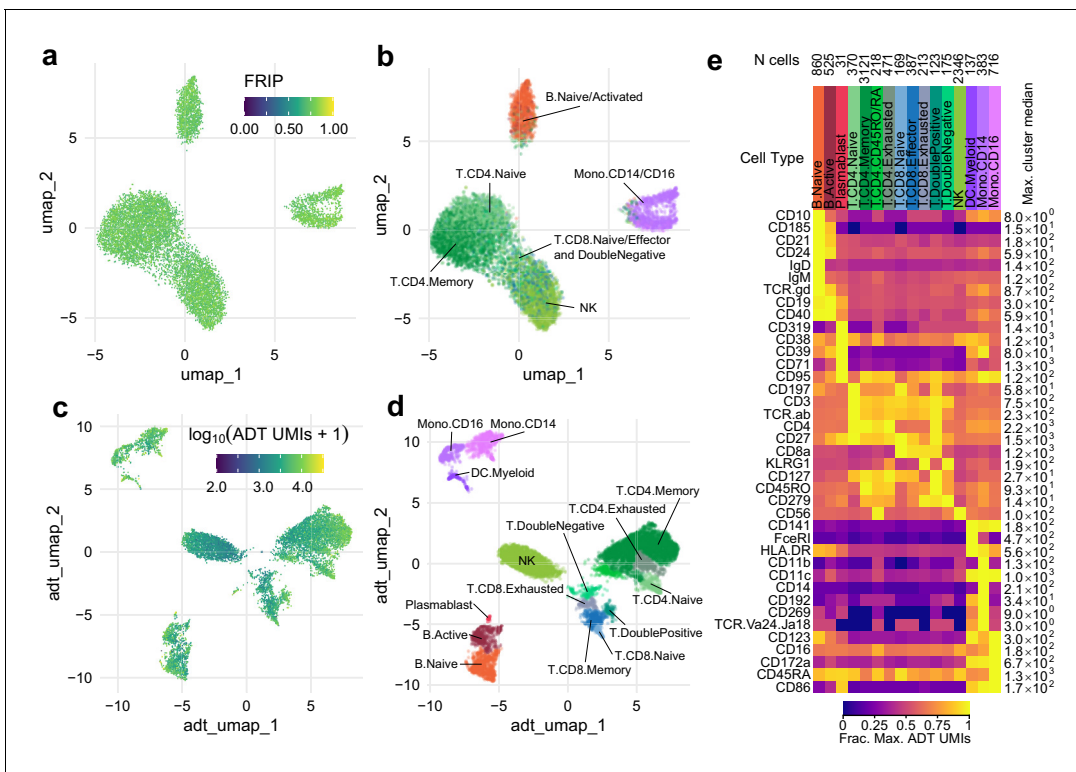 a
FRIP
0.00 0.50 1.00
5
0
−5
umap_2
−5 0 5
umap_1
b
B.Naive/Activated
T.CD4.Naive
Mono.CD14/CD16
T.CD8.Naive/Effector
and DoubleNegative
T.CD4.Memory
NK
5
0
−5
umap_2
−5 0 5
umap_1
c
log10(ADT UMIs + 1)
2.0 3.0 4.0
10
5
0
−5
−10
adt_umap_2
−10 −5 0 5
adt_umap_1
d
Mono.CD16
Mono.CD14
DC.Myeloid
T.CD4.Memory
T.CD4.Exhausted
T.DoubleNegative
NK
T.CD8.Exhausted
T.CD4.Naive
Plasmablast
B.Active
T.DoublePositive
B.Naive
T.CD8.Naive
T.CD8.Memory
10
5
0
−5
−10
adt_umap_2
−10 −5 0 5
adt_umap_1
e
N cells
860 525 31 370 3121 218 471 169 387 213 123 175 2346 137 383 716
Cell Type
B.Naive
B.Active
Plasmablast
T.CD4.Naive
T.CD4.Memory
T.CD4.CD45RO/RA
T.CD4.Exhausted
T.CD8.Naive
T.CD8.Effector
T.CD8.Exhausted
T.DoublePositive
T.DoubleNegative
NK
DC.Myeloid
Mono.CD14
Mono.CD16
Max. cluster median
CD10 8.0×10^0
CD185 1.5×10^1
CD21 1.8×10^2
CD24 5.9×10^1
IgD 1.4×10^2
IgM 1.2×10^2
TCR.gd 8.7×10^2
CD19 3.0×10^2
CD40 5.9×10^1
CD319 1.4×10^1
CD38 1.2×10^3
CD39 8.0×10^1
CD71 1.3×10^3
CD95 1.2×10^2
CD197 5.8×10^1
CD3 7.5×10^2
TCR.ab 2.3×10^2
CD4 2.2×10^3
CD27 1.5×10^3
CD8a 1.2×10^3
KLRG1 1.9×10^2
CD127 2.7×10^1
CD45RO 9.3×10^1
CD279 1.4×10^1
CD56 1.0×10^2
CD141 1.8×10^2
FceRI 4.7×10^2
HLA.DR 5.6×10^2
CD11b 1.3×10^2
CD11c 1.0×10^3
CD14 2.1×10^2
CD192 3.4×10^1
CD269 9.0×10^0
TCR.Va24.Ja18 3.0×10^0
CD123 3.0×10^2
CD16 1.8×10^2
CD172a 6.7×10^2
CD45RA 1.3×10^3
CD86 1.7×10^2
0 0.25 0.5 0.75 1
Frac. Max. ADT UMIs